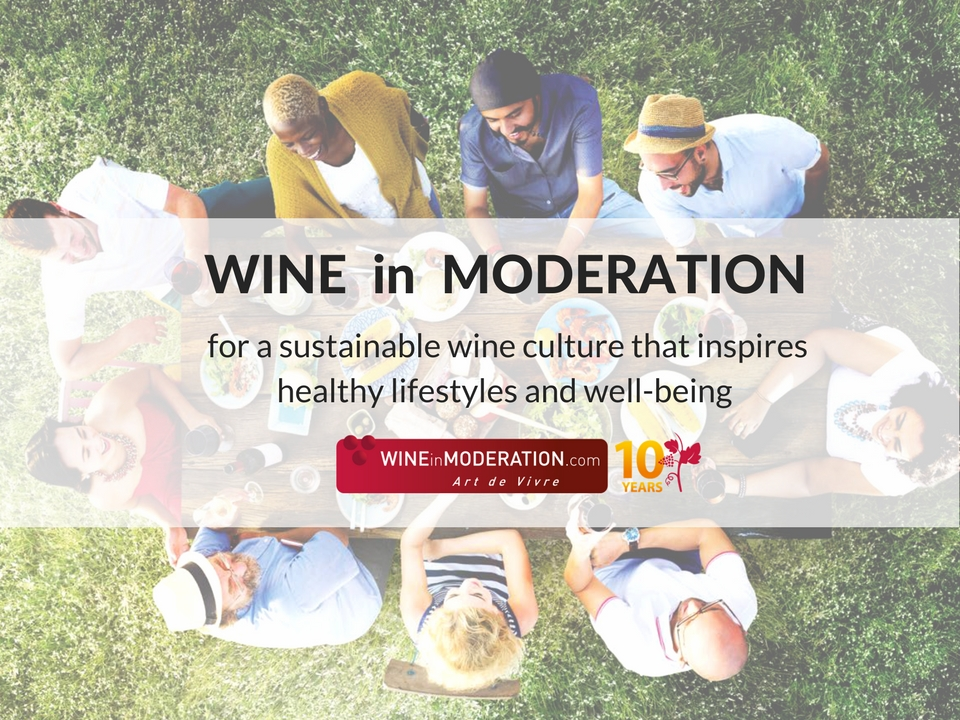 WINE in MODERATION
for a sustainable wine culture that inspires
healthy lifestyles and well-being
WINEinMODERATION.com
Art de Vivre
10
YEARS